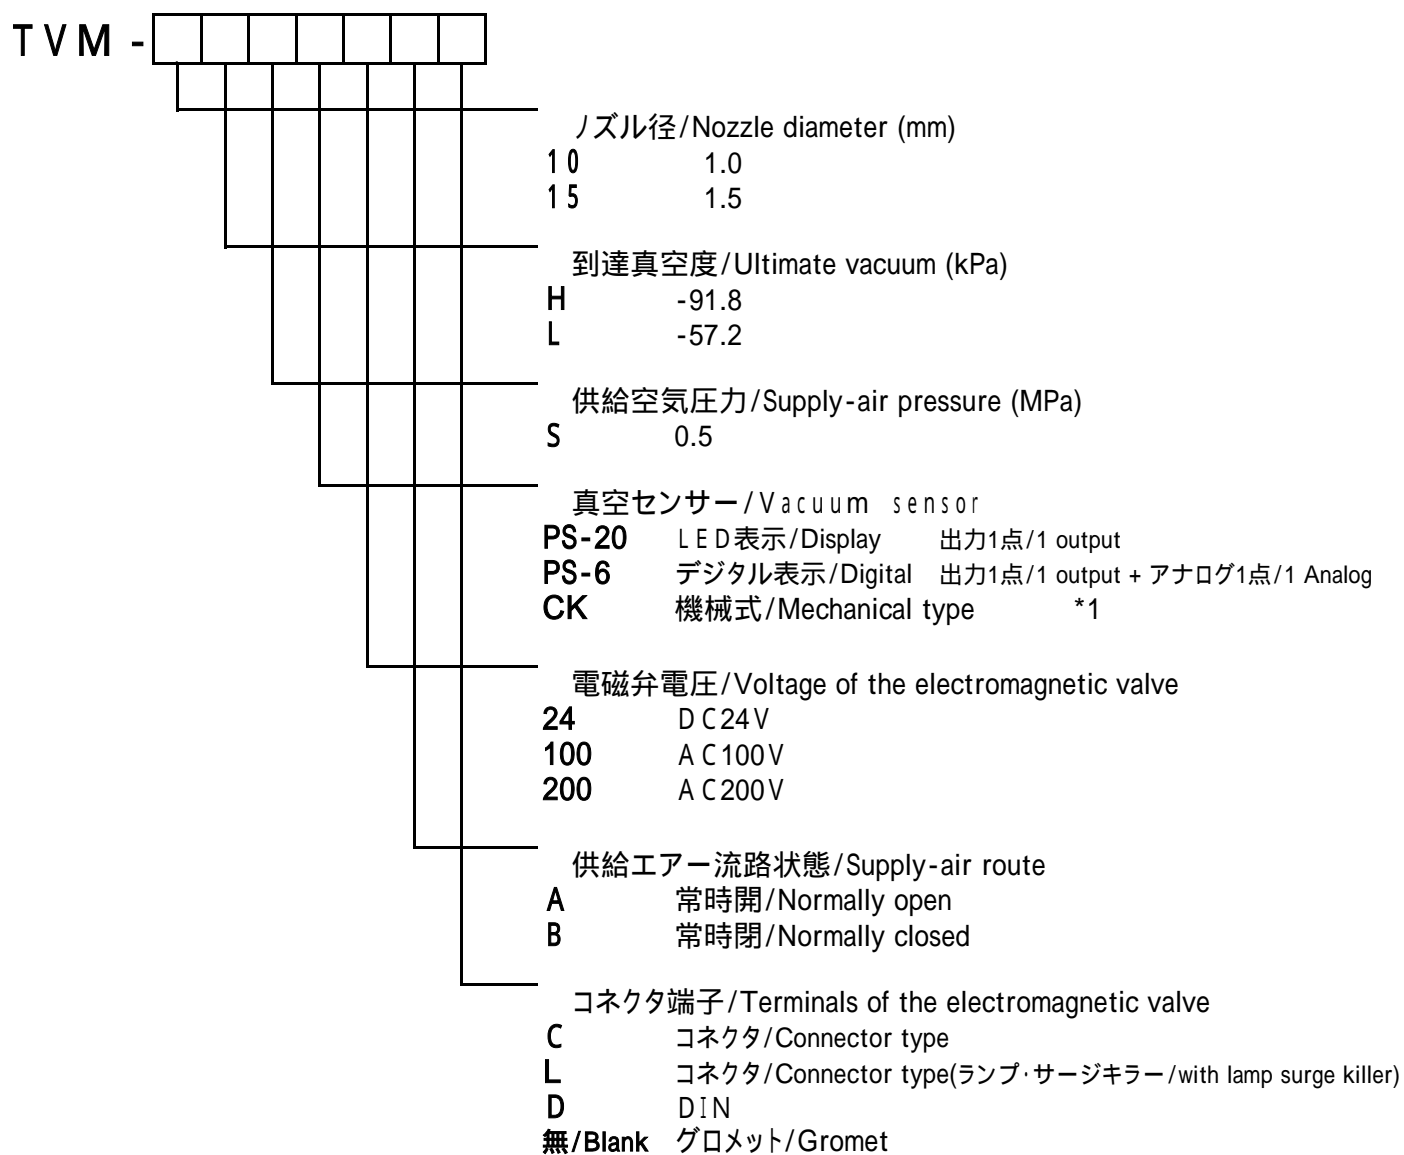 TVM-
ノズル径/Nozzle diameter (mm)
10 1.0
15 1.5
到達真空度/Ultimate vacuum (kPa)
H -91.8
L -57.2
供給空気圧力/Supply-air pressure (MPa)
S 0.5
真空センサー/Vacuum sensor
PS-20 LED表示/Display 出力1点/1 output
PS-6 デジタル表示/Digital 出力1点/1 output + アナログ1点/1 Analog
CK 機械式/Mechanical type *1
電磁弁電圧/Voltage of the electromagnetic valve
24 DC24V
100 AC100V
200 AC200V
供給エアー流路状態/Supply-air route
A 常時開/Normally open
B 常時閉/Normally closed
コネクタ端子/Terminals of the electromagnetic valve
C コネクタ/Connector type
L コネクタ/Connector type(ランプ・サージキラー/with lamp surge killer)
D DIN
無/Blank グロメット/Gromet